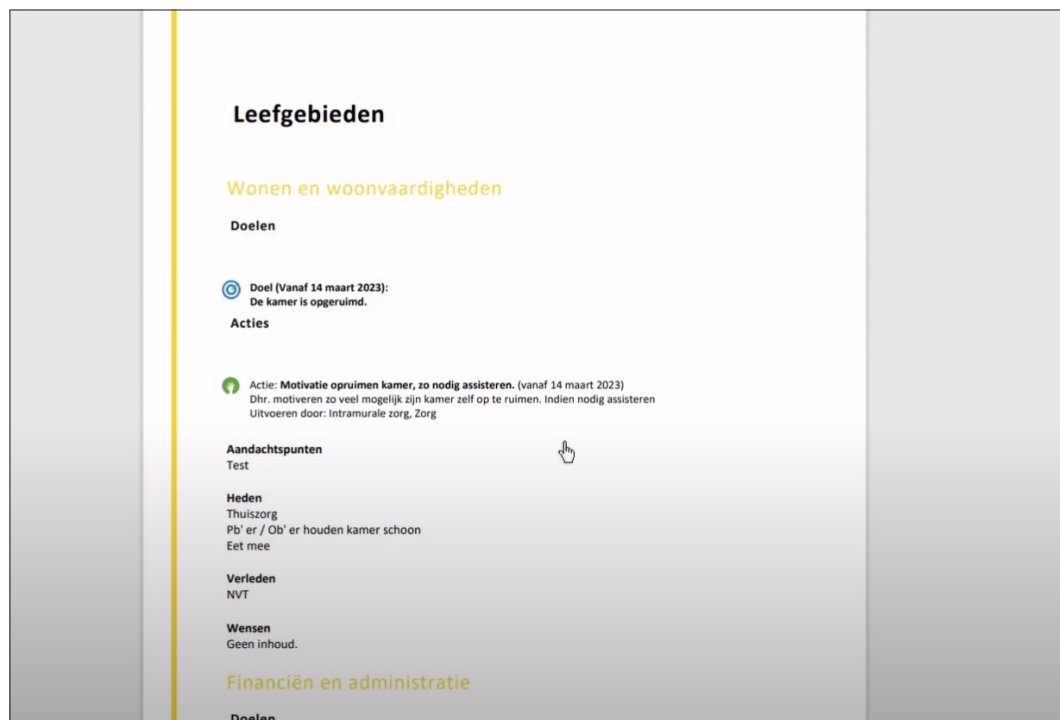 Leefgebieden
Wonen en woonvaardigheden
Doelen
Doel (Vanaf 14 maart 2023):
De kamer is opgeruimd.
Acties
Actie: Motivatie opruimen kamer, zo nodig assisteren. (vanaf 14 maart 2023)
Dhr. motiveren zo veel mogelijk zijn kamer zelf op te ruimen. Indien nodig assisteren
Uitvoeren door: Intramurale zorg, Zorg
Aandachtspunten
Test
Heden
Thuiszorg
Pb' er / Ob' er houden kamer schoon
Eet mee
Verleden
NVT
Wensen
Geen inhoud.
Financiën en administratie
Doelen